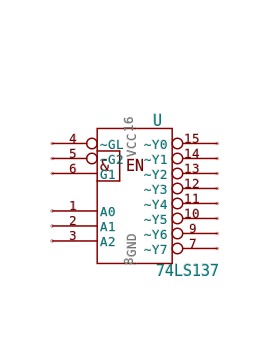 U
16
VCC
4 ~GL
5 ~G2
6 G1
& EN
1 A0
2 A1
3 A2
~Y0 15
~Y1 14
~Y2 13
~Y3 12
~Y4 11
~Y5 10
~Y6 9
~Y7 7
GND
8
74LS137